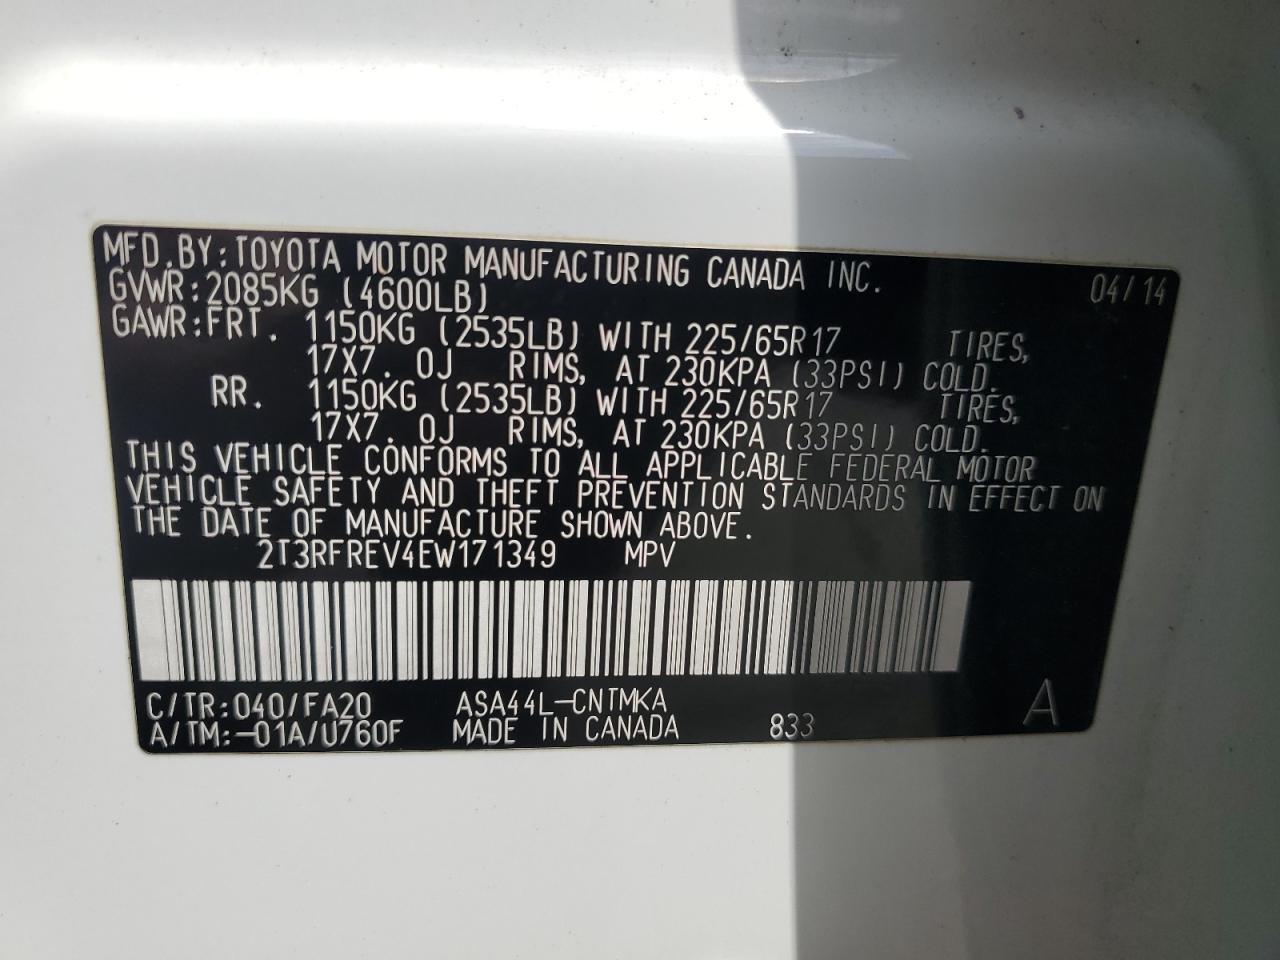 MFD.BY:TOYOTA MOTOR MANUFACTURING CANADA INC. 04/14
GVWR:2085KG (4600LB)
GAWR:FRT. 1150KG (2535LB) WITH 225/65R17 TIRES,
17X7.0J RIMS, AT 230KPA (33PSI) COLD.
RR. 1150KG (2535LB) WITH 225/65R17 TIRES,
17X7.0J RIMS, AT 230KPA (33PSI) COLD.
THIS VEHICLE CONFORMS TO ALL APPLICABLE FEDERAL MOTOR
VEHICLE SAFETY AND THEFT PREVENTION STANDARDS IN EFFECT ON
THE DATE OF MANUFACTURE SHOWN ABOVE.
2T3RFREV4EW171349 MPV
C/TR:040/FA20 ASA44L-CNTMKA
A/TM:-01A/U760F MADE IN CANADA 833 A